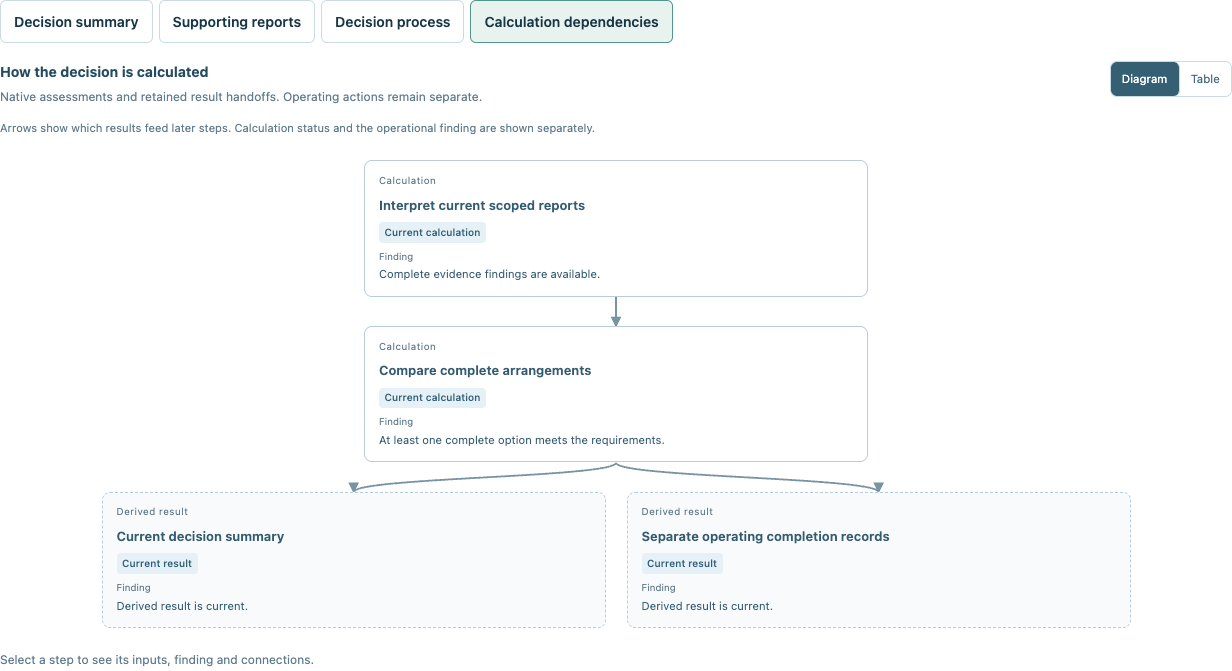 Decision summary
Supporting reports
Decision process
Calculation dependencies
How the decision is calculated
Diagram
Table
Native assessments and retained result handoffs. Operating actions remain separate.
Arrows show which results feed later steps. Calculation status and the operational finding are shown separately.
Calculation
Interpret current scoped reports
Current calculation
Finding
Complete evidence findings are available.
Calculation
Compare complete arrangements
Current calculation
Finding
At least one complete option meets the requirements.
Derived result
Current decision summary
Current result
Finding
Derived result is current.
Derived result
Separate operating completion records
Current result
Finding
Derived result is current.
Select a step to see its inputs, finding and connections.